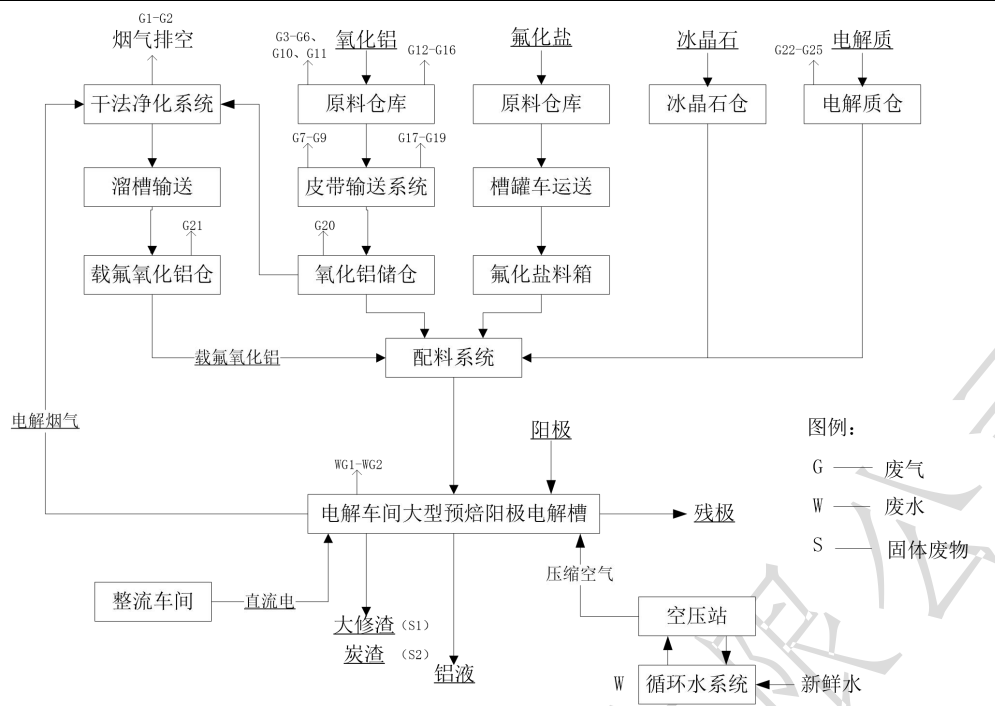 G1-G2
烟气排空
G3-G6、
G10、G11
氧化铝
G12-G16
氟化盐
冰晶石
G22-G25
电解质
干法净化系统
原料仓库
原料仓库
冰晶石仓
电解质仓
G7-G9
G17-G19
溜槽输送
皮带输送系统
槽罐车运送
G21
G20
载氟氧化铝仓
氧化铝储仓
氟化盐料箱
载氟氧化铝
配料系统
电解烟气
阳极
图例：
G 废气
W 废水
S 固体废物
WG1-WG2
电解车间大型预焙阳极电解槽
残极
压缩空气
整流车间
直流电
空压站
大修渣（S1）
炭渣（S2）
铝液
W
循环水系统
新鲜水
限公司